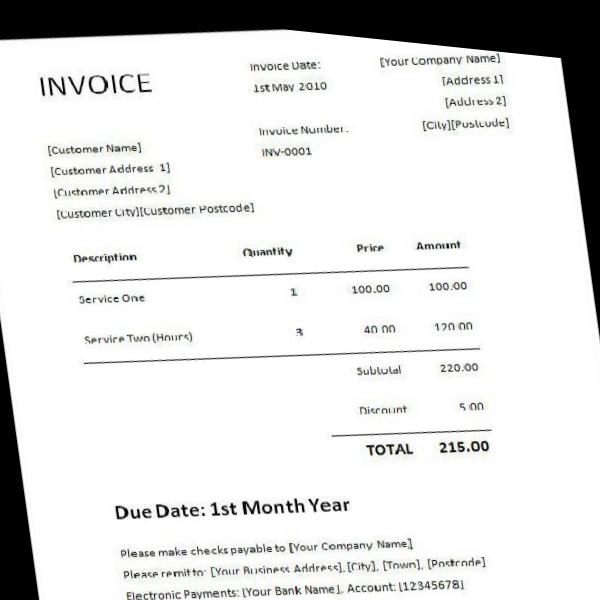 INVOICE
Invoice Date:
1st May 2010
Invoice Number:
INV-0001
[Your Company Name]
[Address 1]
[Address 2]
[City][Postcode]
[Customer Name]
[Customer Address 1]
[Customer Address 2]
[Customer City][Customer Postcode]
Description Quantity Price Amount
Service One 1 100.00 100.00
Service Two (Hours) 3 40.00 120.00
Subtotal 220.00
Discount 5.00
TOTAL 215.00
Due Date: 1st Month Year
Please make checks payable to [Your Company Name]
Please remit to: [Your Business Address], [City], [Town], [Postcode]
Electronic Payments: [Your Bank Name], Account: [12345678]